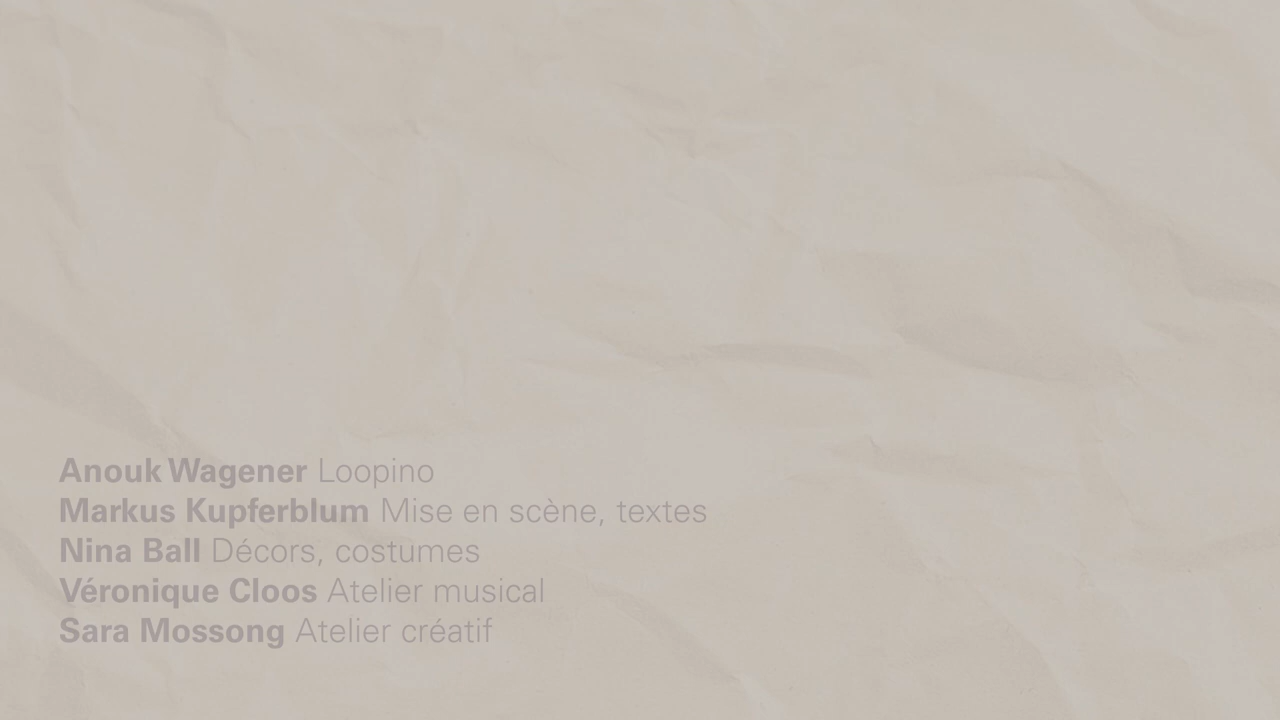 Anouk Wagener Loopino
Markus Kupferblum Mise en scène, textes
Nina Ball Décors, costumes
Véronique Cloos Atelier musical
Sara Mossong Atelier créatif